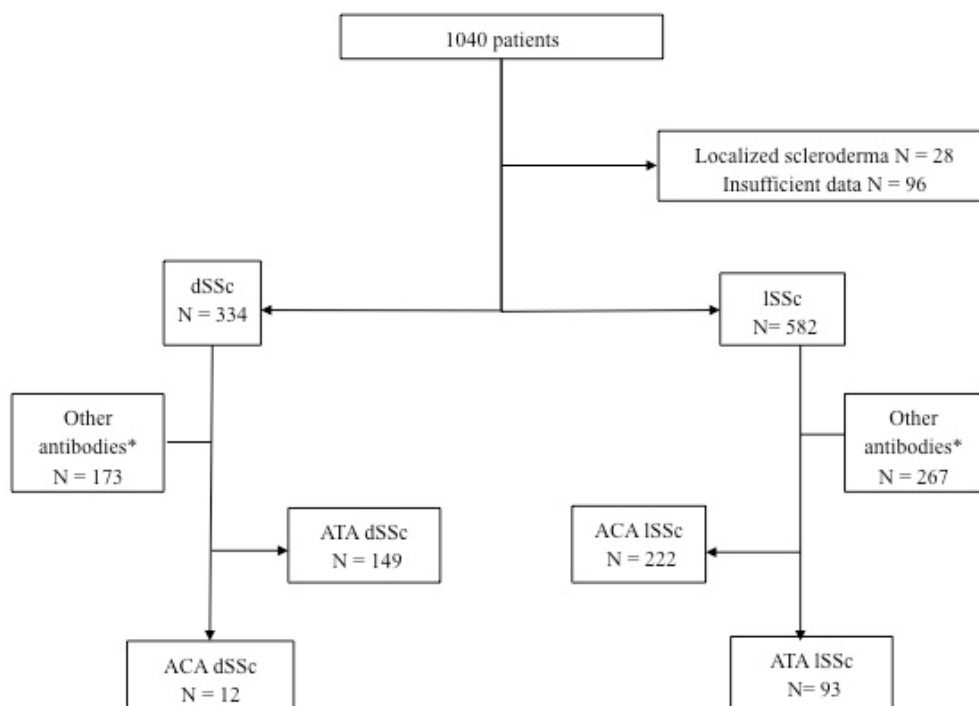 1040 patients
Localized scleroderma N = 28
Insufficient data N = 96
dSSc
N = 334
lSSc
N= 582
Other
antibodies*
N = 173
Other
antibodies*
N = 267
ATA dSSc
N = 149
ACA lSSc
N = 222
ACA dSSc
N = 12
ATA lSSc
N= 93